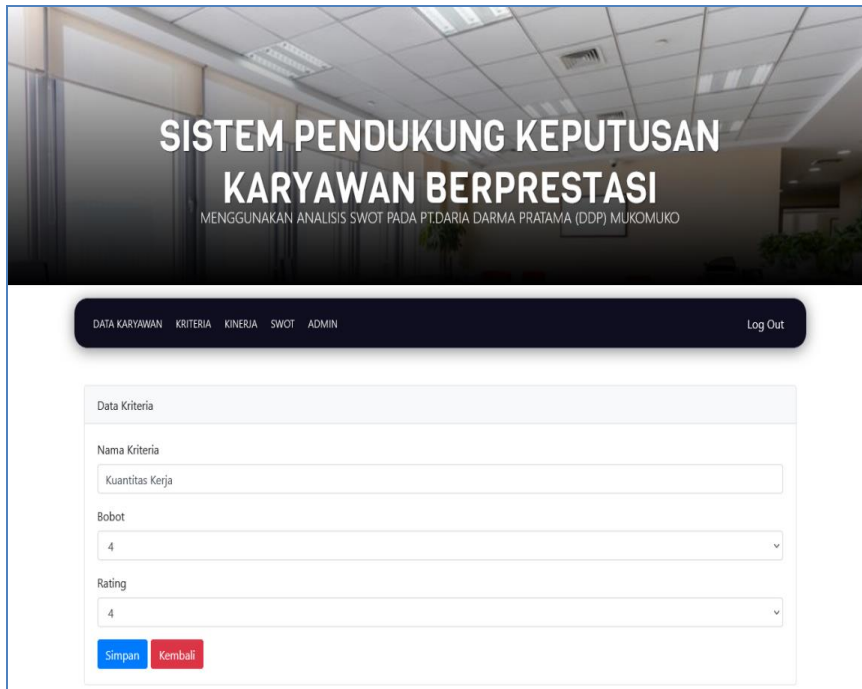 SISTEM PENDUKUNG KEPUTUSAN
KARYAWAN BERPRESTASI
MENGGUNAKAN ANALISIS SWOT PADA PT.DARIA DARMA PRATAMA (DDP) MUKOMUKO
DATA KARYAWAN KRITERIA KINERJA SWOT ADMIN Log Out
Data Kriteria
Nama Kriteria
Kuantitas Kerja
Bobot
4
Rating
4
Simpan Kembali